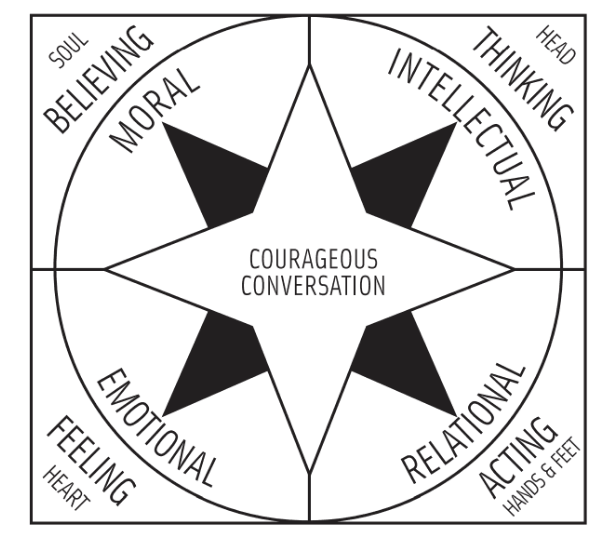 SOUL
BELIEVING
MORAL
HEAD
THINKING
INTELLECTUAL
COURAGEOUS
CONVERSATION
EMOTIONAL
FEELING
HEART
RELATIONAL
ACTING
HANDS & FEET